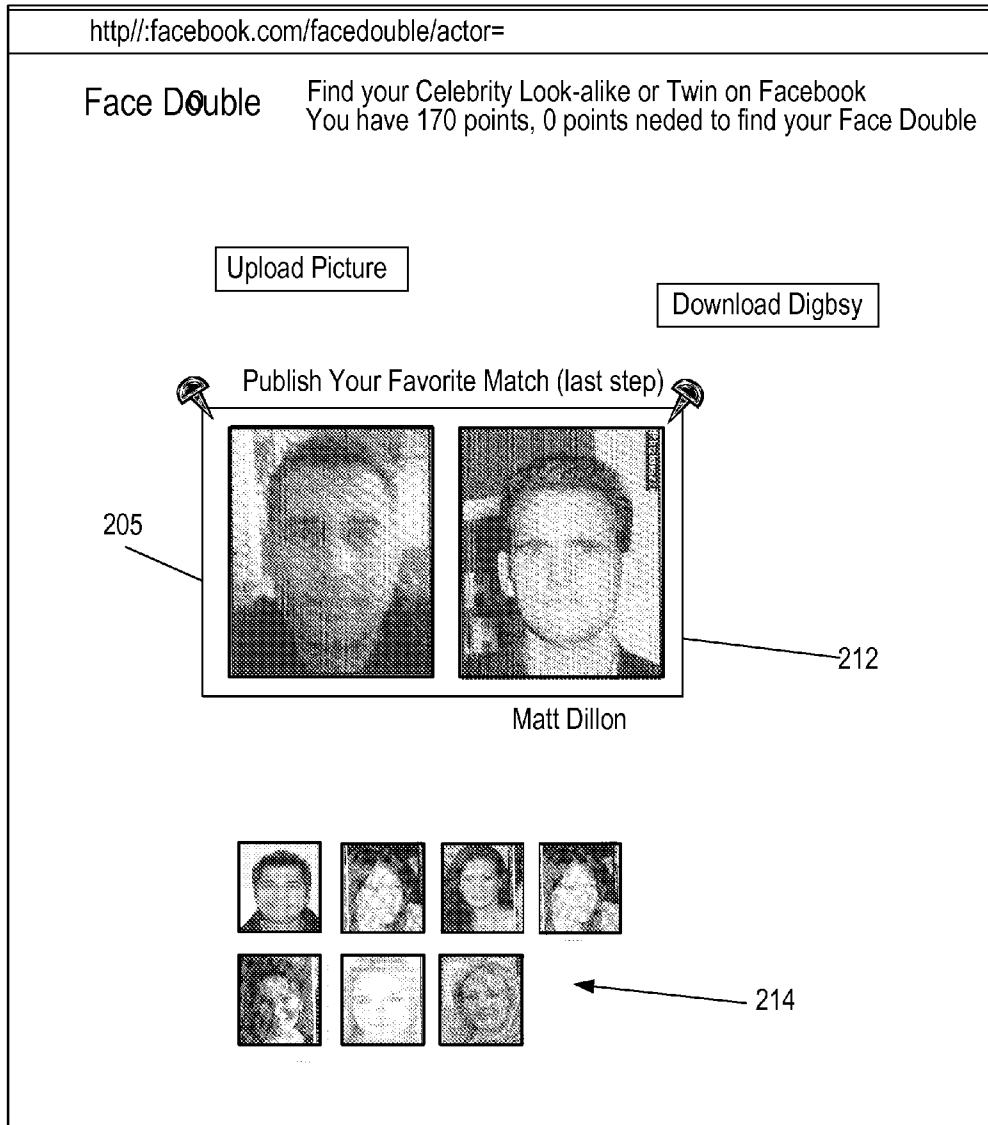 http//:facebook.com/facedouble/actor=
Face Double
Find your Celebrity Look-alike or Twin on Facebook
You have 170 points, 0 points neded to find your Face Double
Upload Picture
Download Digbsy
Publish Your Favorite Match (last step)
205
212
Matt Dillon
214